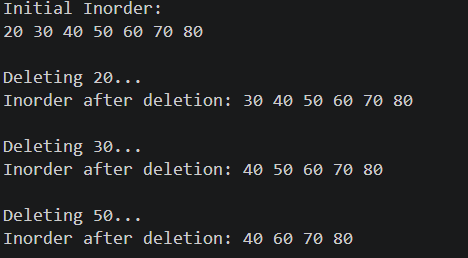 Initial Inorder:
20 30 40 50 60 70 80
Deleting 20...
Inorder after deletion: 30 40 50 60 70 80
Deleting 30...
Inorder after deletion: 40 50 60 70 80
Deleting 50...
Inorder after deletion: 40 60 70 80